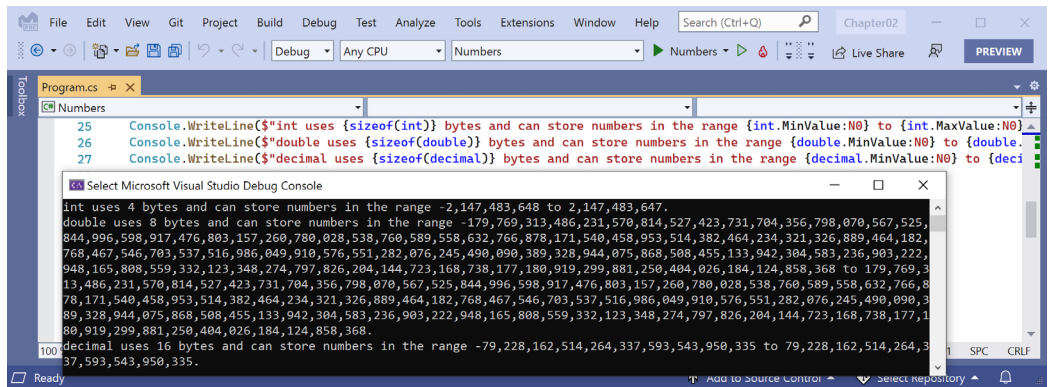 File Edit View Git Project Build Debug Test Analyze Tools Extensions Window Help Search (Ctrl+Q) Chapter02
Debug Any CPU Numbers Numbers Live Share PREVIEW
Toolbox
Program.cs
C# Numbers
25 Console.WriteLine($"int uses {sizeof(int)} bytes and can store numbers in the range {int.MinValue:N0} to {int.MaxValue:N0}
26 Console.WriteLine($"double uses {sizeof(double)} bytes and can store numbers in the range {double.MinValue:N0} to {double.
27 Console.WriteLine($"decimal uses {sizeof(decimal)} bytes and can store numbers in the range {decimal.MinValue:N0} to {deci
Select Microsoft Visual Studio Debug Console
int uses 4 bytes and can store numbers in the range -2,147,483,648 to 2,147,483,647.
double uses 8 bytes and can store numbers in the range -179,769,313,486,231,570,814,527,423,731,704,356,798,070,567,525,
844,996,598,917,476,803,157,260,780,028,538,760,589,558,632,766,878,171,540,458,953,514,382,464,234,321,326,889,464,182,
768,467,546,703,537,516,986,049,910,576,551,282,076,245,490,090,389,328,944,075,868,508,455,133,942,304,583,236,903,222,
948,165,808,559,332,123,348,274,797,826,204,144,723,168,738,177,180,919,299,881,250,404,026,184,124,858,368 to 179,769,3
13,486,231,570,814,527,423,731,704,356,798,070,567,525,844,996,598,917,476,803,157,260,780,028,538,760,589,558,632,766,8
78,171,540,458,953,514,382,464,234,321,326,889,464,182,768,467,546,703,537,516,986,049,910,576,551,282,076,245,490,090,3
89,328,944,075,868,508,455,133,942,304,583,236,903,222,948,165,808,559,332,123,348,274,797,826,204,144,723,168,738,177,1
80,919,299,881,250,404,026,184,124,858,368.
decimal uses 16 bytes and can store numbers in the range -79,228,162,514,264,337,593,543,950,335 to 79,228,162,514,264,3
37,593,543,950,335.
100 1 SPC CRLF
Ready Add to Source Control Select Repository